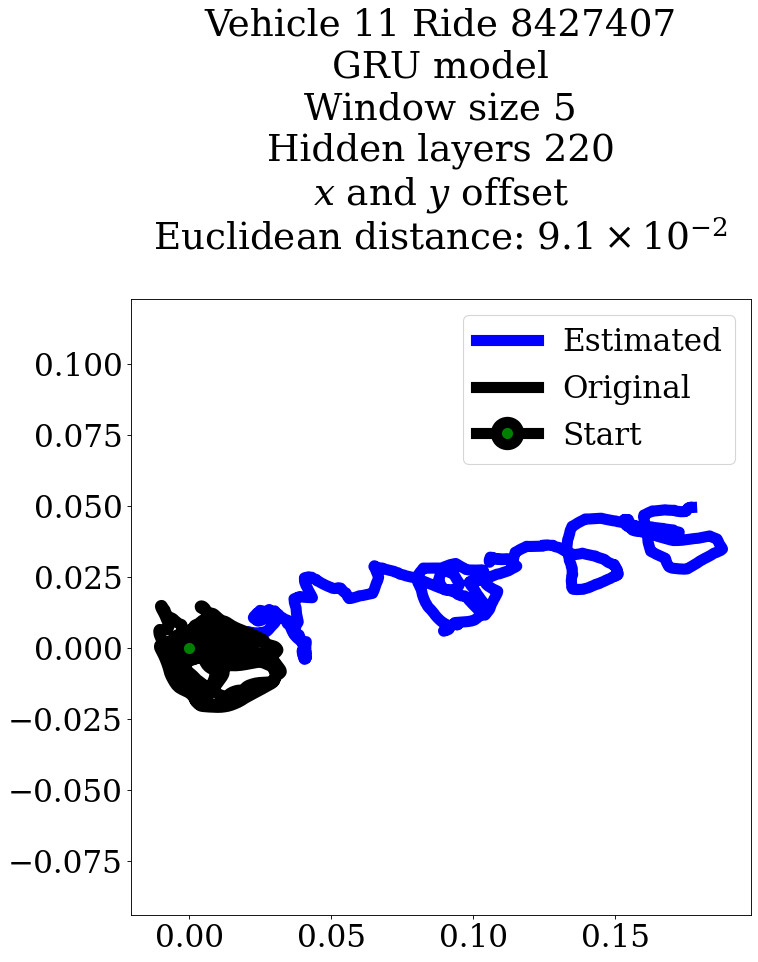 Vehicle 11 Ride 8427407
GRU model
Window size 5
Hidden layers 220
x and y offset
Euclidean distance: 9.1 × 10⁻²
Estimated
Original
Start
0.100
0.075
0.050
0.025
0.000
−0.025
−0.050
−0.075
0.00 0.05 0.10 0.15